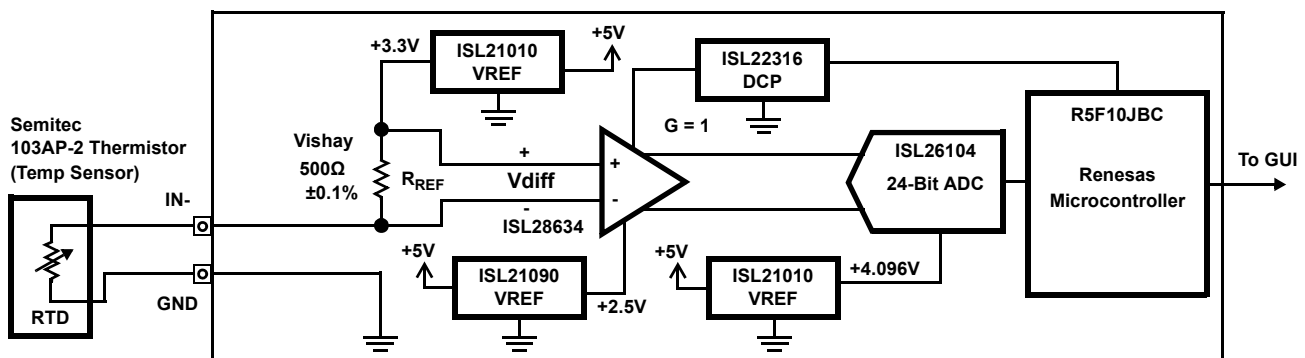 +3.3V
ISL21010
VREF
+5V
ISL22316
DCP
R5F10JBC
Renesas
Microcontroller
To GUI
Semitec
103AP-2 Thermistor
(Temp Sensor)
Vishay
500Ω
±0.1%
RREF
+
Vdiff
-
+
-
G = 1
ISL28634
ISL26104
24-Bit ADC
IN-
GND
RTD
+5V
ISL21090
VREF
+2.5V
+5V
ISL21010
VREF
+4.096V